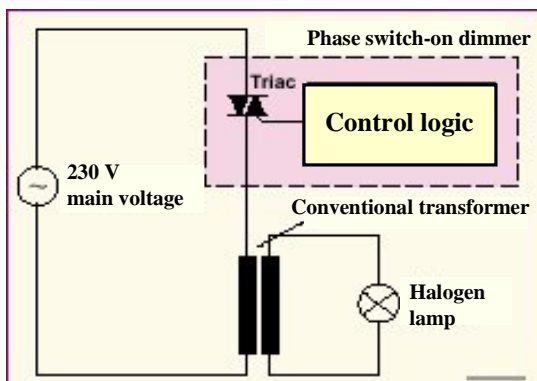 Phase switch-on dimmer
Triac
Control logic
230 V
main voltage
Conventional transformer
Halogen
lamp